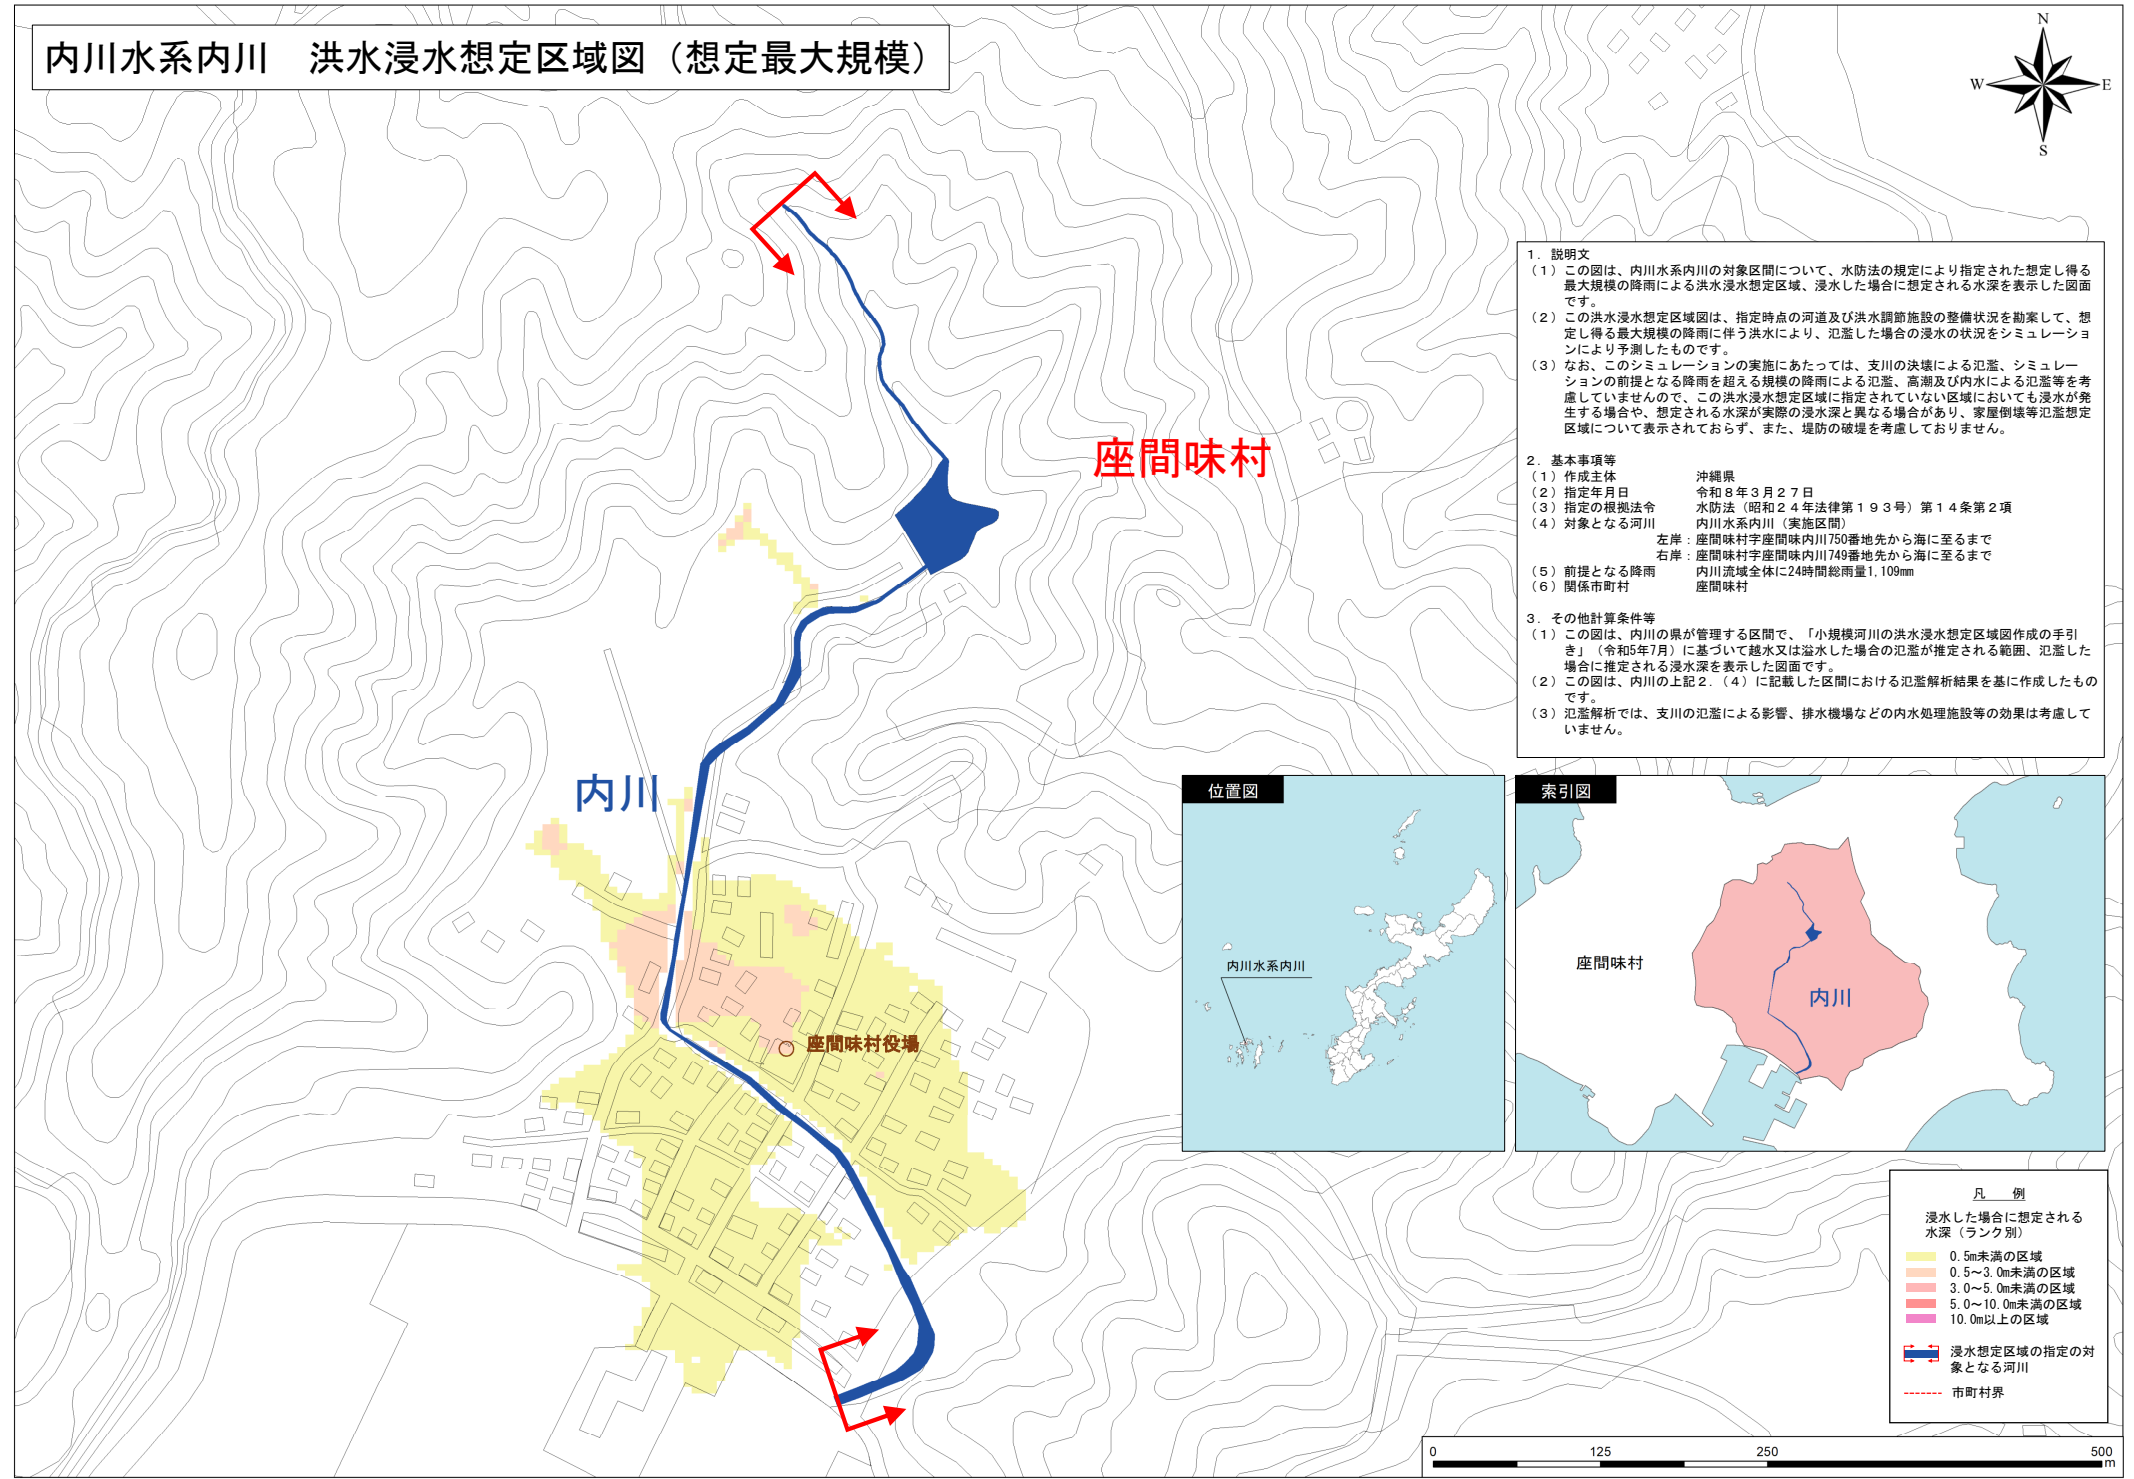 内川水系内川　洪水浸水想定区域図（想定最大規模）
N
W
E
S
座間味村
内川
座間味村役場
１．説明文
（１）この図は、内川水系内川の対象区間について、水防法の規定により指定された想定し得る
最大規模の降雨による洪水浸水想定区域、浸水した場合に想定される水深を表示した図面
です。
（２）この洪水浸水想定区域図は、指定時点の河道及び洪水調節施設の整備状況を勘案して、想
定し得る最大規模の降雨に伴う洪水により、氾濫した場合の浸水の状況をシミュレーショ
ンにより予測したものです。
（３）なお、このシミュレーションの実施にあたっては、支川の決壊による氾濫、シミュレー
ションの前提となる降雨を超える規模の降雨による氾濫、高潮及び内水による氾濫等を考
慮していませんので、この洪水浸水想定区域に指定されていない区域においても浸水が発
生する場合や、想定される水深が実際の浸水深と異なる場合があり、家屋倒壊等氾濫想定
区域について表示されておらず、また、堤防の破堤を考慮しておりません。
２．基本事項等
（１）作成主体　沖縄県
（２）指定年月日　令和８年３月２７日
（３）指定の根拠法令　水防法（昭和２４年法律第１９３号）第１４条第２項
（４）対象となる河川　内川水系内川（実施区間）
左岸：座間味村字座間味内川750番地先から海に至るまで
右岸：座間味村字座間味内川749番地先から海に至るまで
（５）前提となる降雨　内川流域全体に24時間総雨量1,109mm
（６）関係市町村　座間味村
３．その他計算条件等
（１）この図は、内川の県が管理する区間で、「小規模河川の洪水浸水想定区域図作成の手引
き」（令和5年7月）に基づいて越水又は溢水した場合の氾濫が推定される範囲、氾濫した
場合に推定される浸水深を表示した図面です。
（２）この図は、内川の上記２．（４）に記載した区間における氾濫解析結果を基に作成したもの
です。
（３）氾濫解析では、支川の氾濫による影響、排水機場などの内水処理施設等の効果は考慮して
いません。
位置図
内川水系内川
索引図
座間味村
内川
凡　例
浸水した場合に想定される
水深（ランク別）
0.5m未満の区域
0.5～3.0m未満の区域
3.0～5.0m未満の区域
5.0～10.0m未満の区域
10.0m以上の区域
浸水想定区域の指定の対
象となる河川
市町村界
0 125 250 500
m